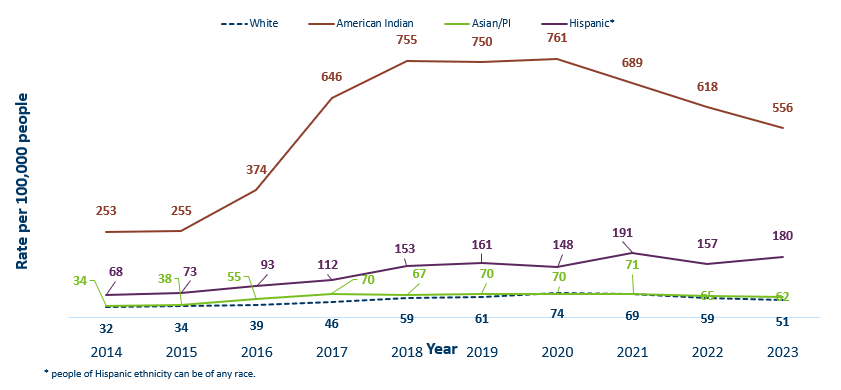 White American Indian Asian/PI Hispanic*
Rate per 100,000 people
253 255 374 646 755 750 761 689 618 556
68 73 93 112 153 161 148 191 157 180
34 38 55 70 67 70 70 71 65 62
32 34 39 46 59 61 74 69 59 51
2014 2015 2016 2017 2018 2019 2020 2021 2022 2023
Year
* people of Hispanic ethnicity can be of any race.